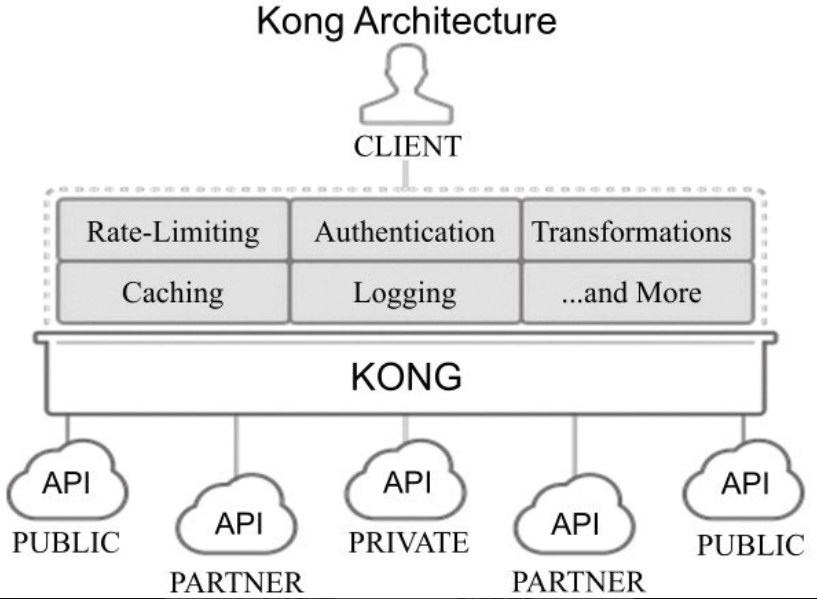 Kong Architecture
CLIENT
Rate-Limiting Authentication Transformations
Caching Logging ...and More
KONG
API API API API API
PUBLIC PARTNER PRIVATE PARTNER PUBLIC